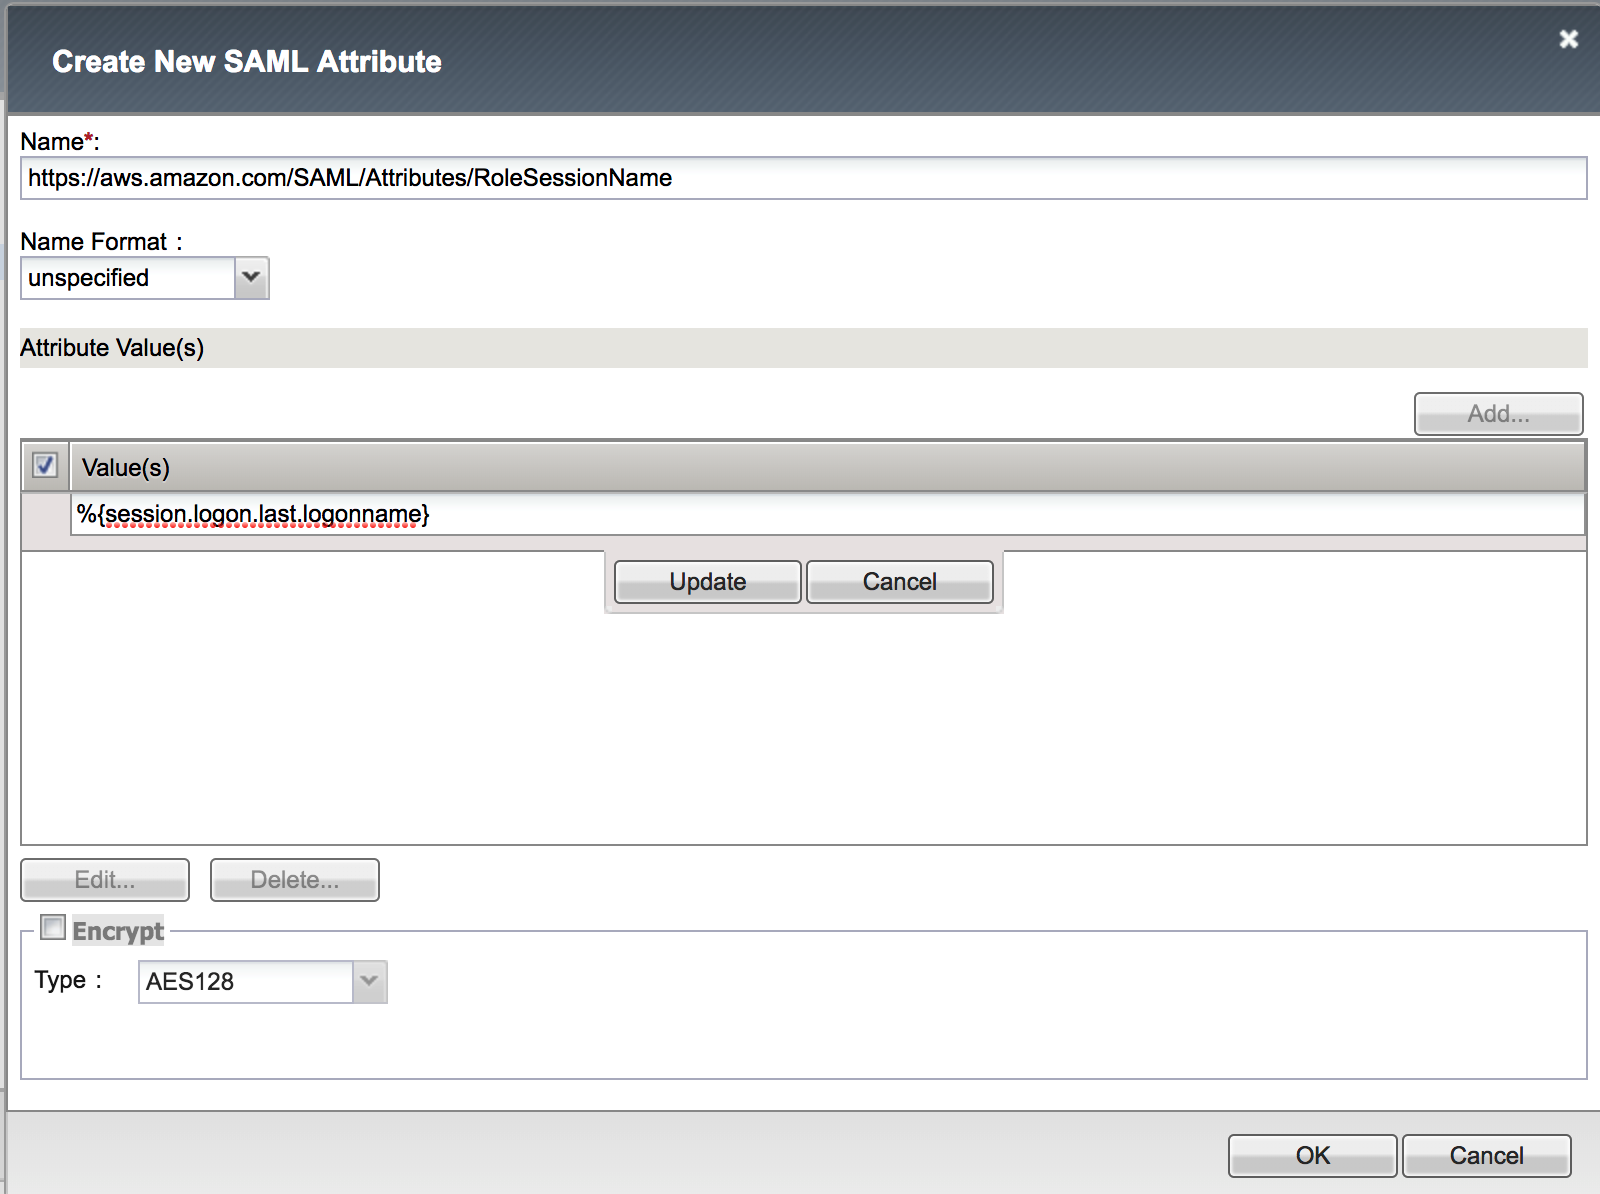 Create New SAML Attribute
Name*:
https://aws.amazon.com/SAML/Attributes/RoleSessionName
Name Format :
unspecified
Attribute Value(s)
Add...
Value(s)
%{session.logon.last.logonname}
Update Cancel
Edit... Delete...
Encrypt
Type : AES128
OK Cancel